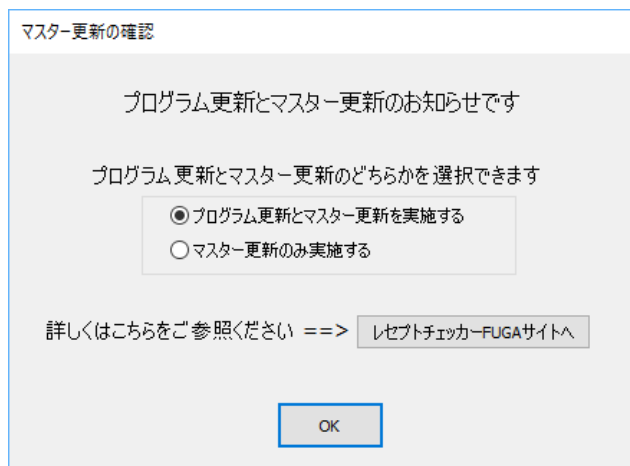 マスター更新の確認
プログラム更新とマスター更新のお知らせです
プログラム更新とマスター更新のどちらかを選択できます
プログラム更新とマスター更新を実施する
マスター更新のみ実施する
詳しくはこちらをご参照ください ==> レセプトチェッカーFUGAサイトへ
OK